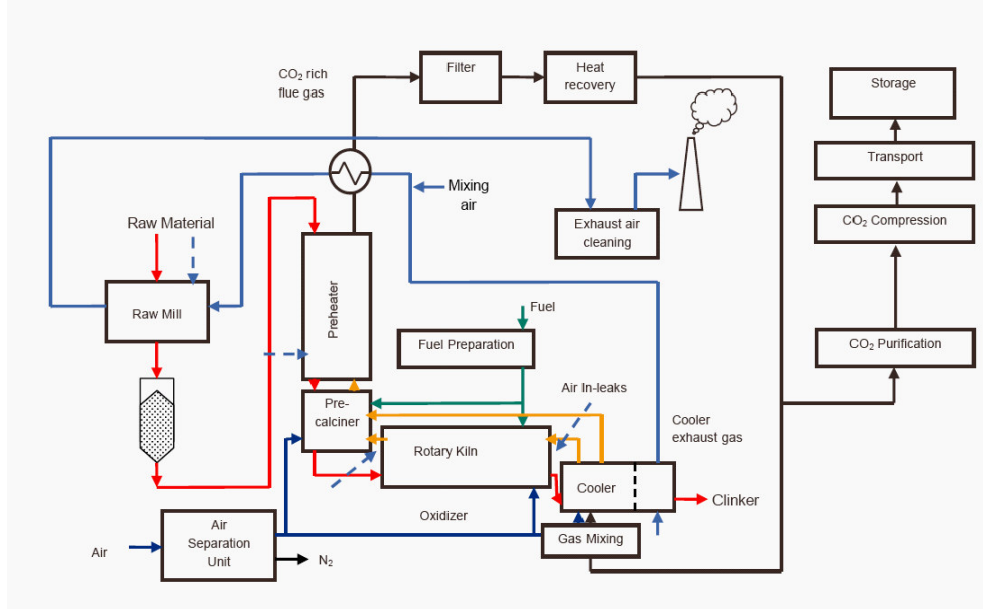 CO₂ rich
flue gas
Filter
Heat
recovery
Storage
Transport
Mixing
air
Exhaust air
cleaning
CO₂ Compression
Raw Material
Raw Mill
Preheater
Fuel
Fuel Preparation
CO₂ Purification
Air In-leaks
Pre-
calciner
Rotary Kiln
Cooler
exhaust gas
Cooler
Clinker
Oxidizer
Air
Air
Separation
Unit
N₂
Gas Mixing